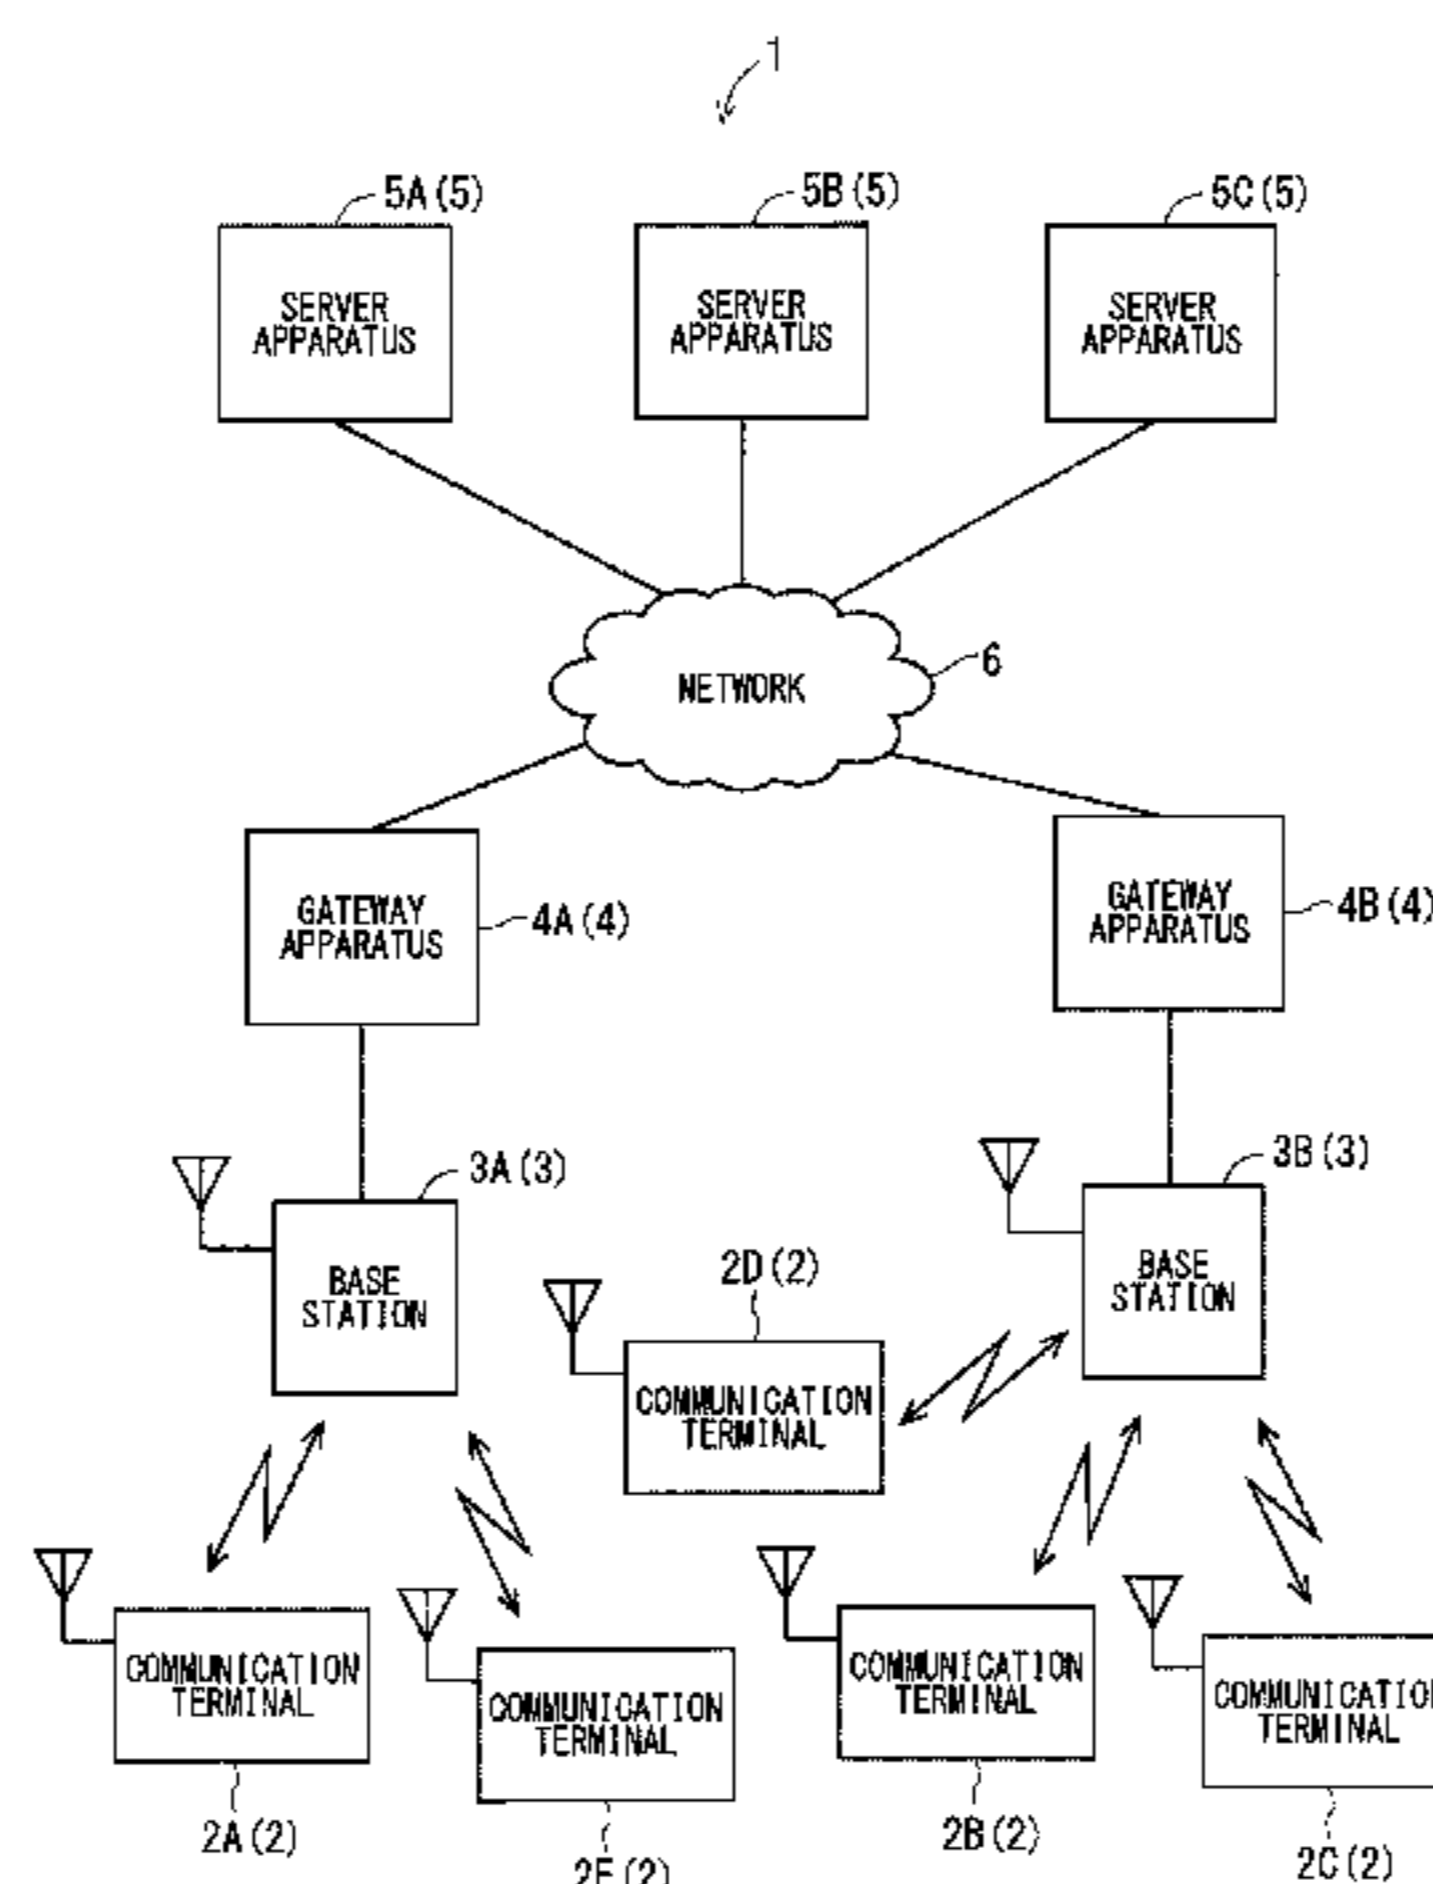 1
5A(5)
5B(5)
5C(5)
SERVER
APPARATUS
SERVER
APPARATUS
SERVER
APPARATUS
NETWORK
6
GATEWAY
APPARATUS
4A(4)
GATEWAY
APPARATUS
4B(4)
3A(3)
3B(3)
BASE
STATION
BASE
STATION
2D(2)
COMMUNICATION
TERMINAL
COMMUNICATION
TERMINAL
COMMUNICATION
TERMINAL
COMMUNICATION
TERMINAL
TERMINAL
2A(2)
2B(2)
2C(2)